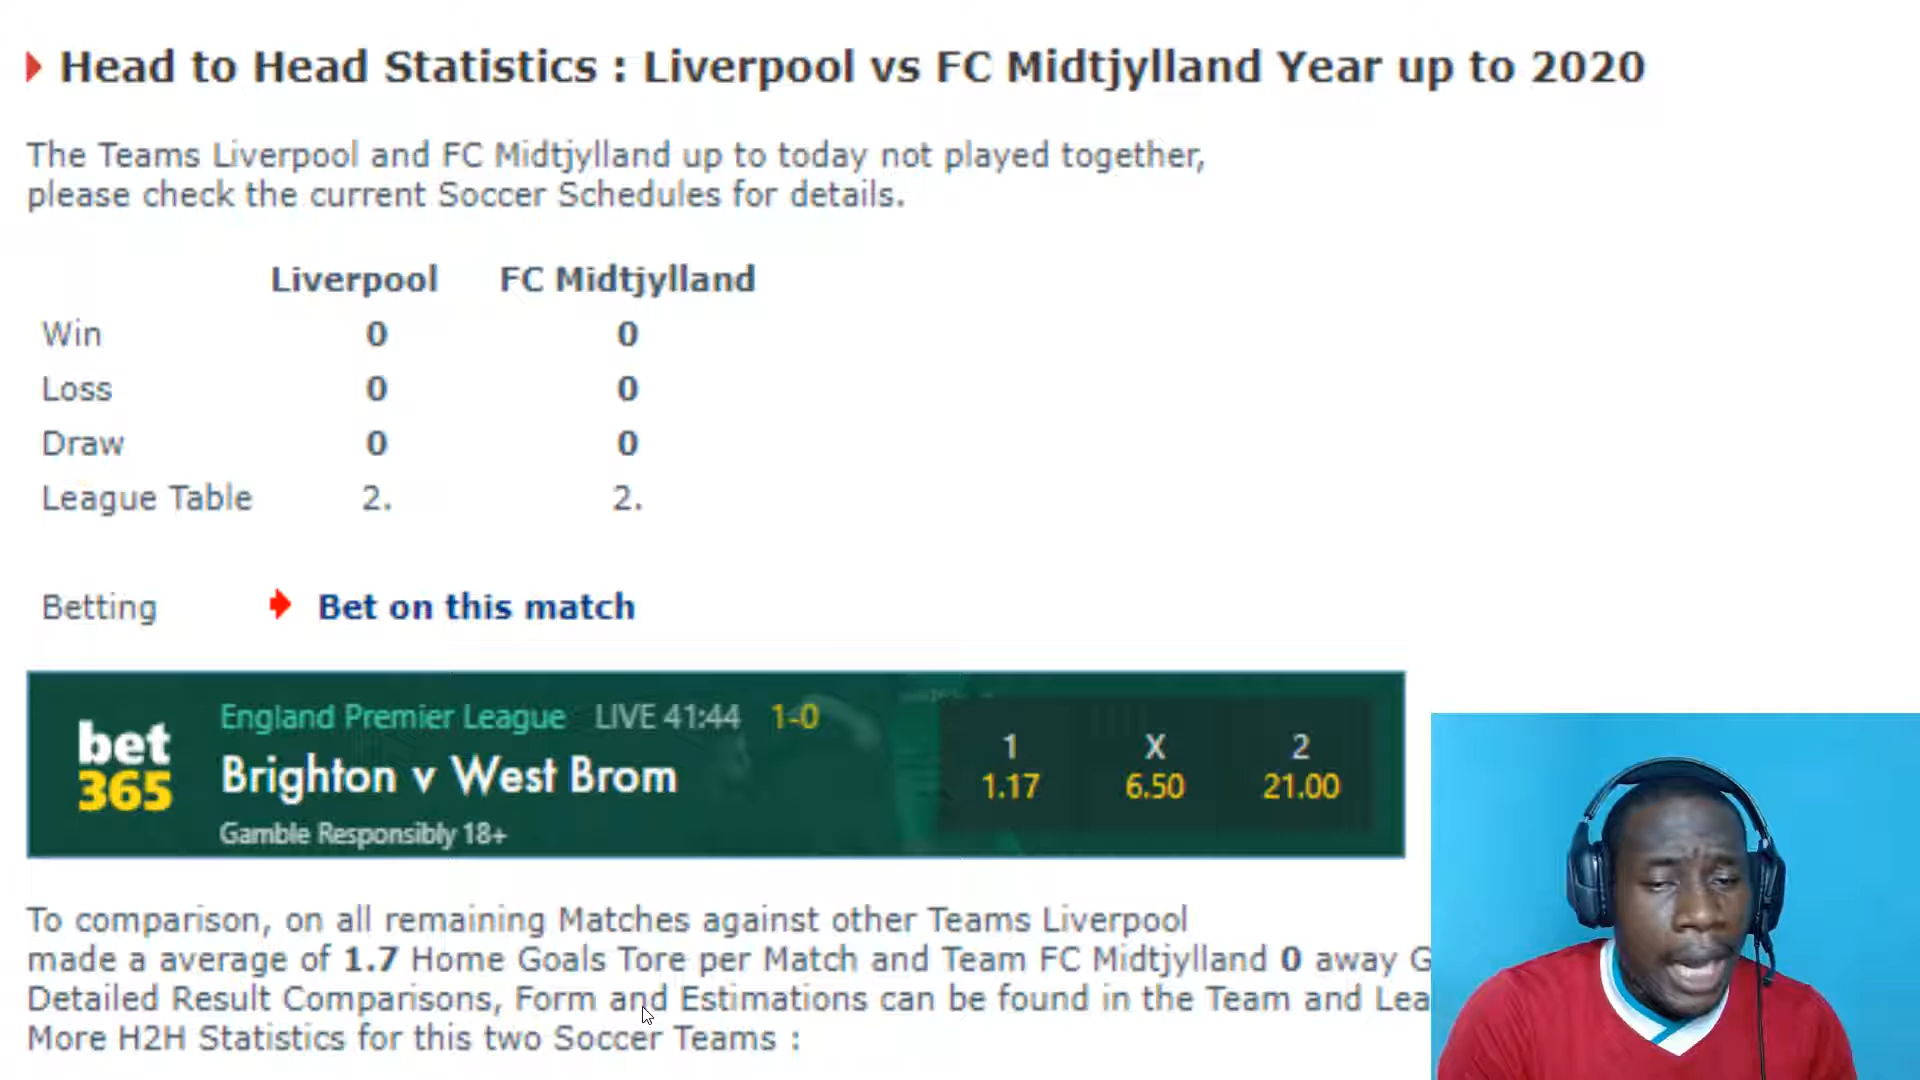 Head to Head Statistics : Liverpool vs FC Midtjylland Year up to 2020
The Teams Liverpool and FC Midtjylland up to today not played together,
please check the current Soccer Schedules for details.
Liverpool FC Midtjylland
Win 0 0
Loss 0 0
Draw 0 0
League Table 2. 2.
Betting Bet on this match
bet
365
England Premier League LIVE 41:44 1-0
Brighton v West Brom
Gamble Responsibly 18+
1 X 2
1.17 6.50 21.00
To comparison, on all remaining Matches against other Teams Liverpool
made a average of 1.7 Home Goals Tore per Match and Team FC Midtjylland 0 away G
Detailed Result Comparisons, Form and Estimations can be found in the Team and Lea
More H2H Statistics for this two Soccer Teams :